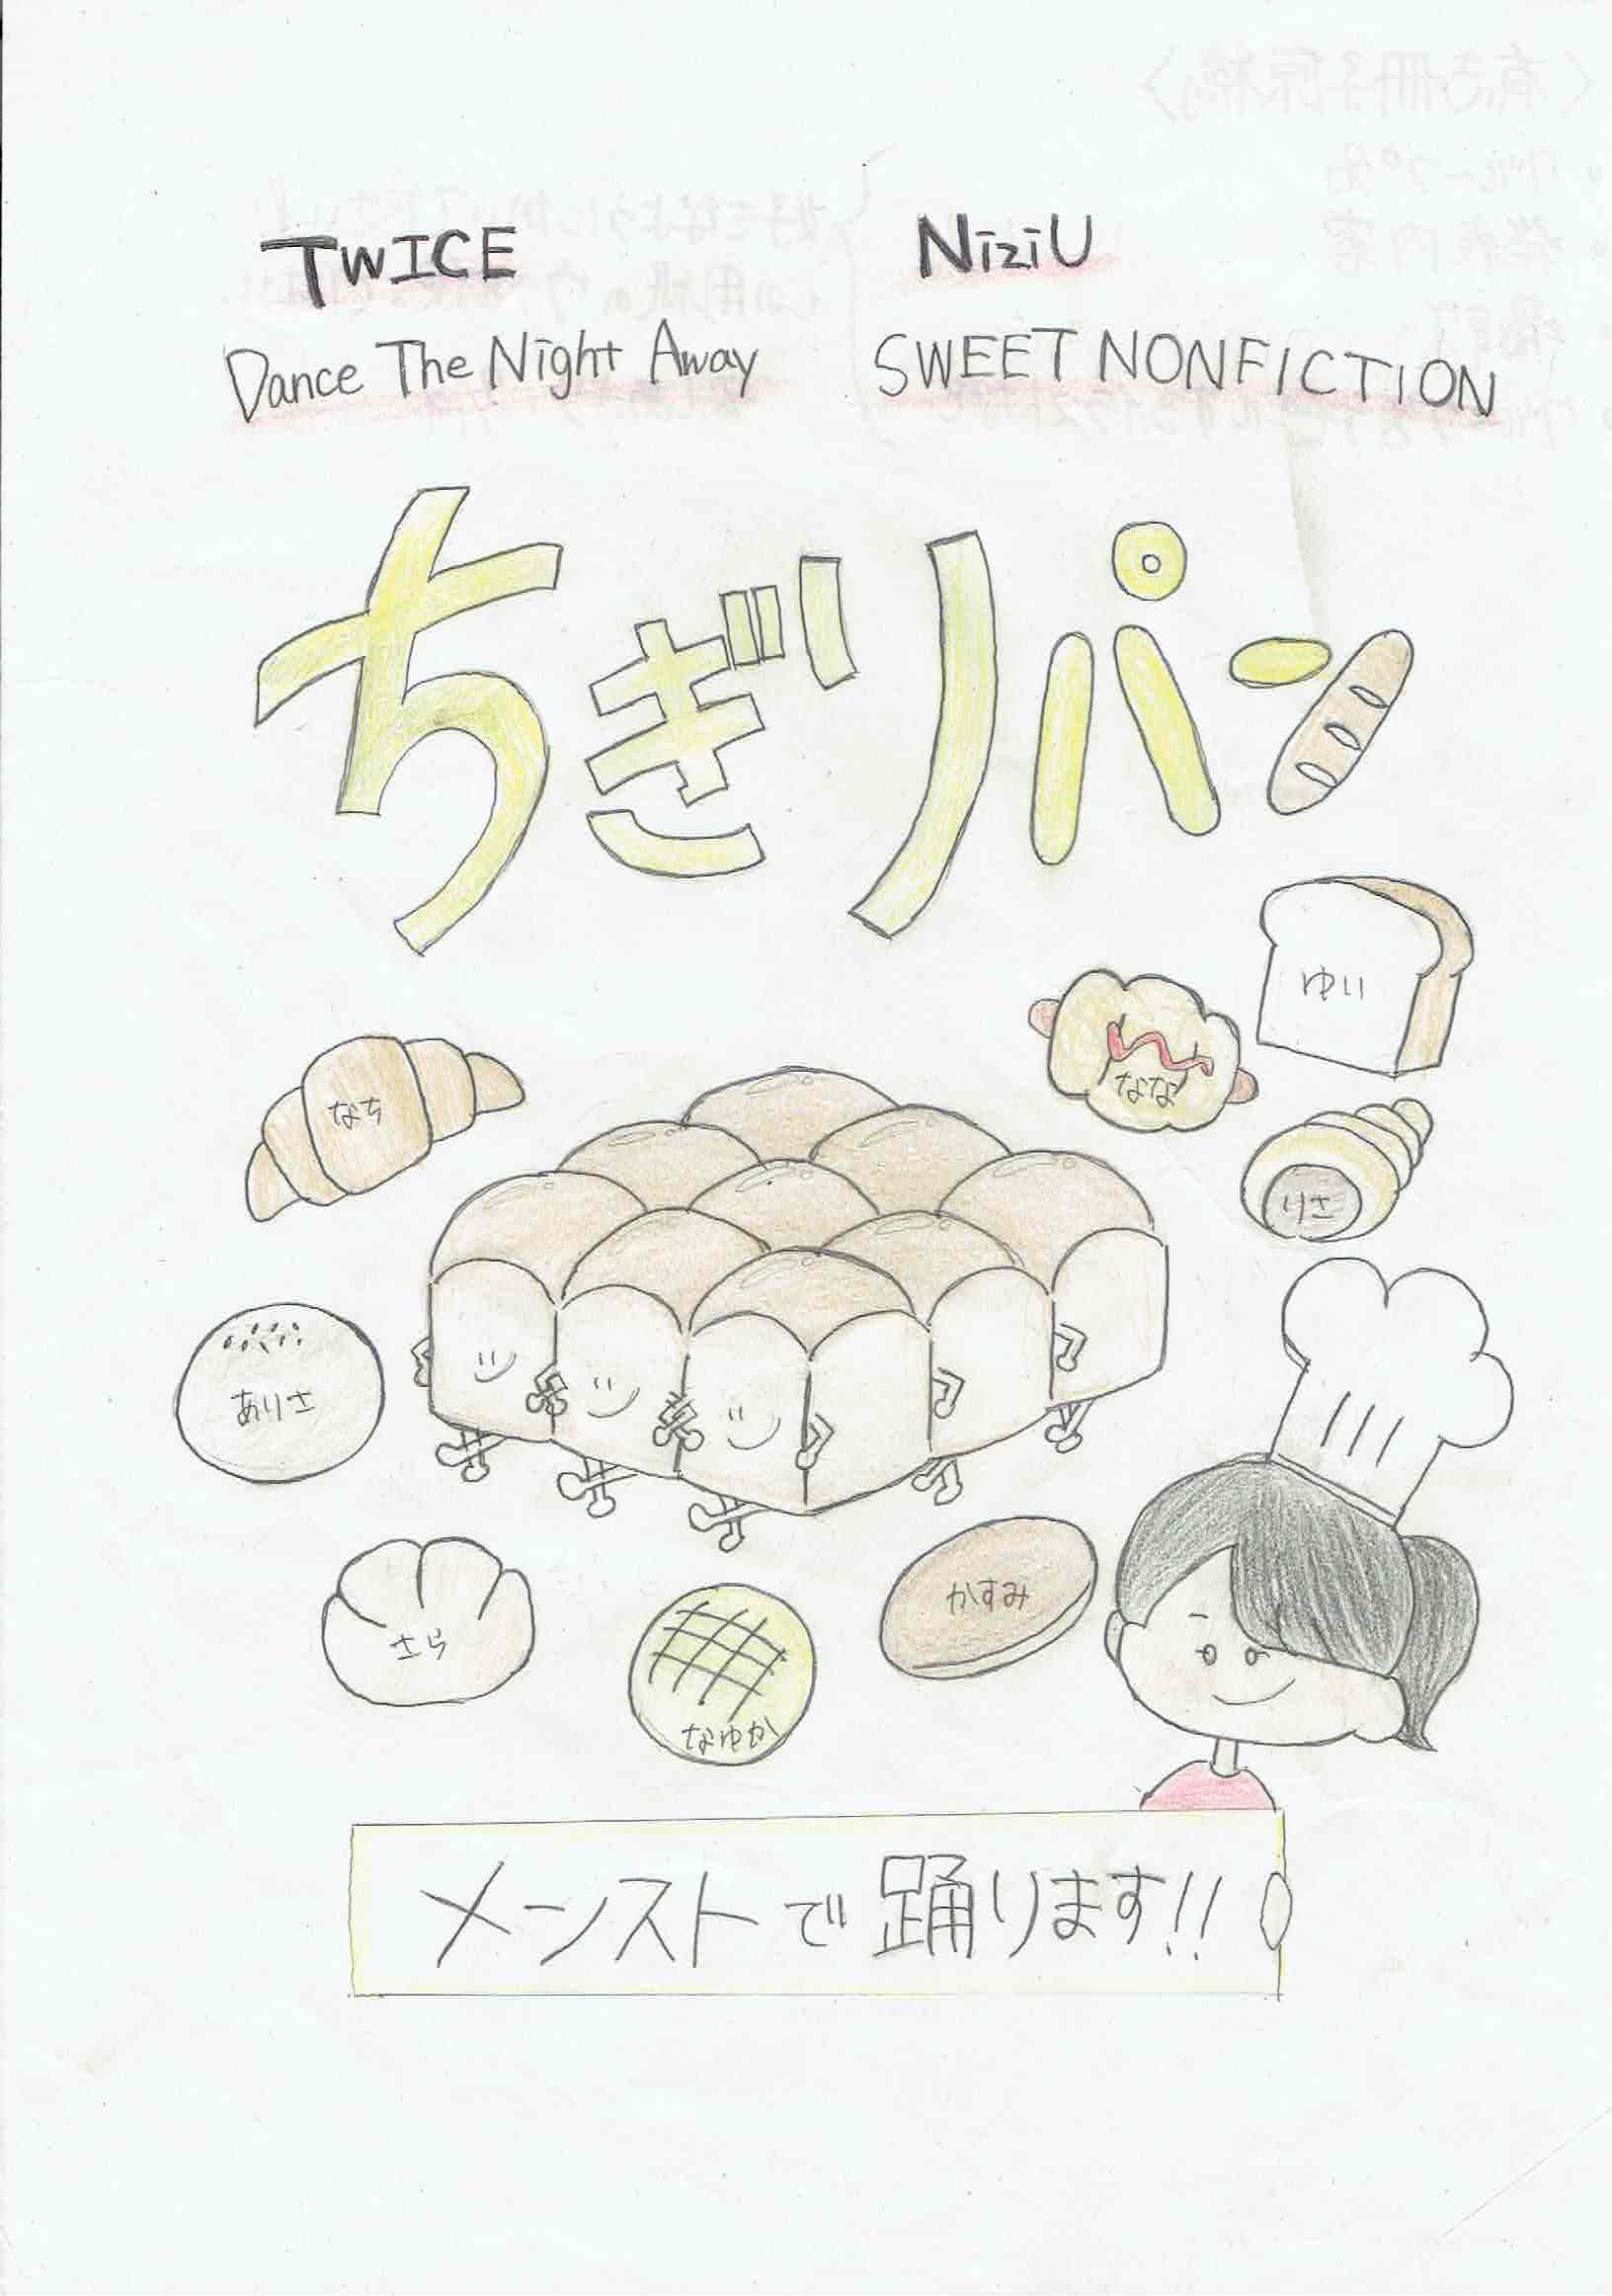 TWICE
Dance The Night Away
NiziU
SWEET NONFICTION
ちぎりパン
ゆい
なな
なち
りさ
ありさ
かすみ
さら
なゆか
メンストで踊ります!!